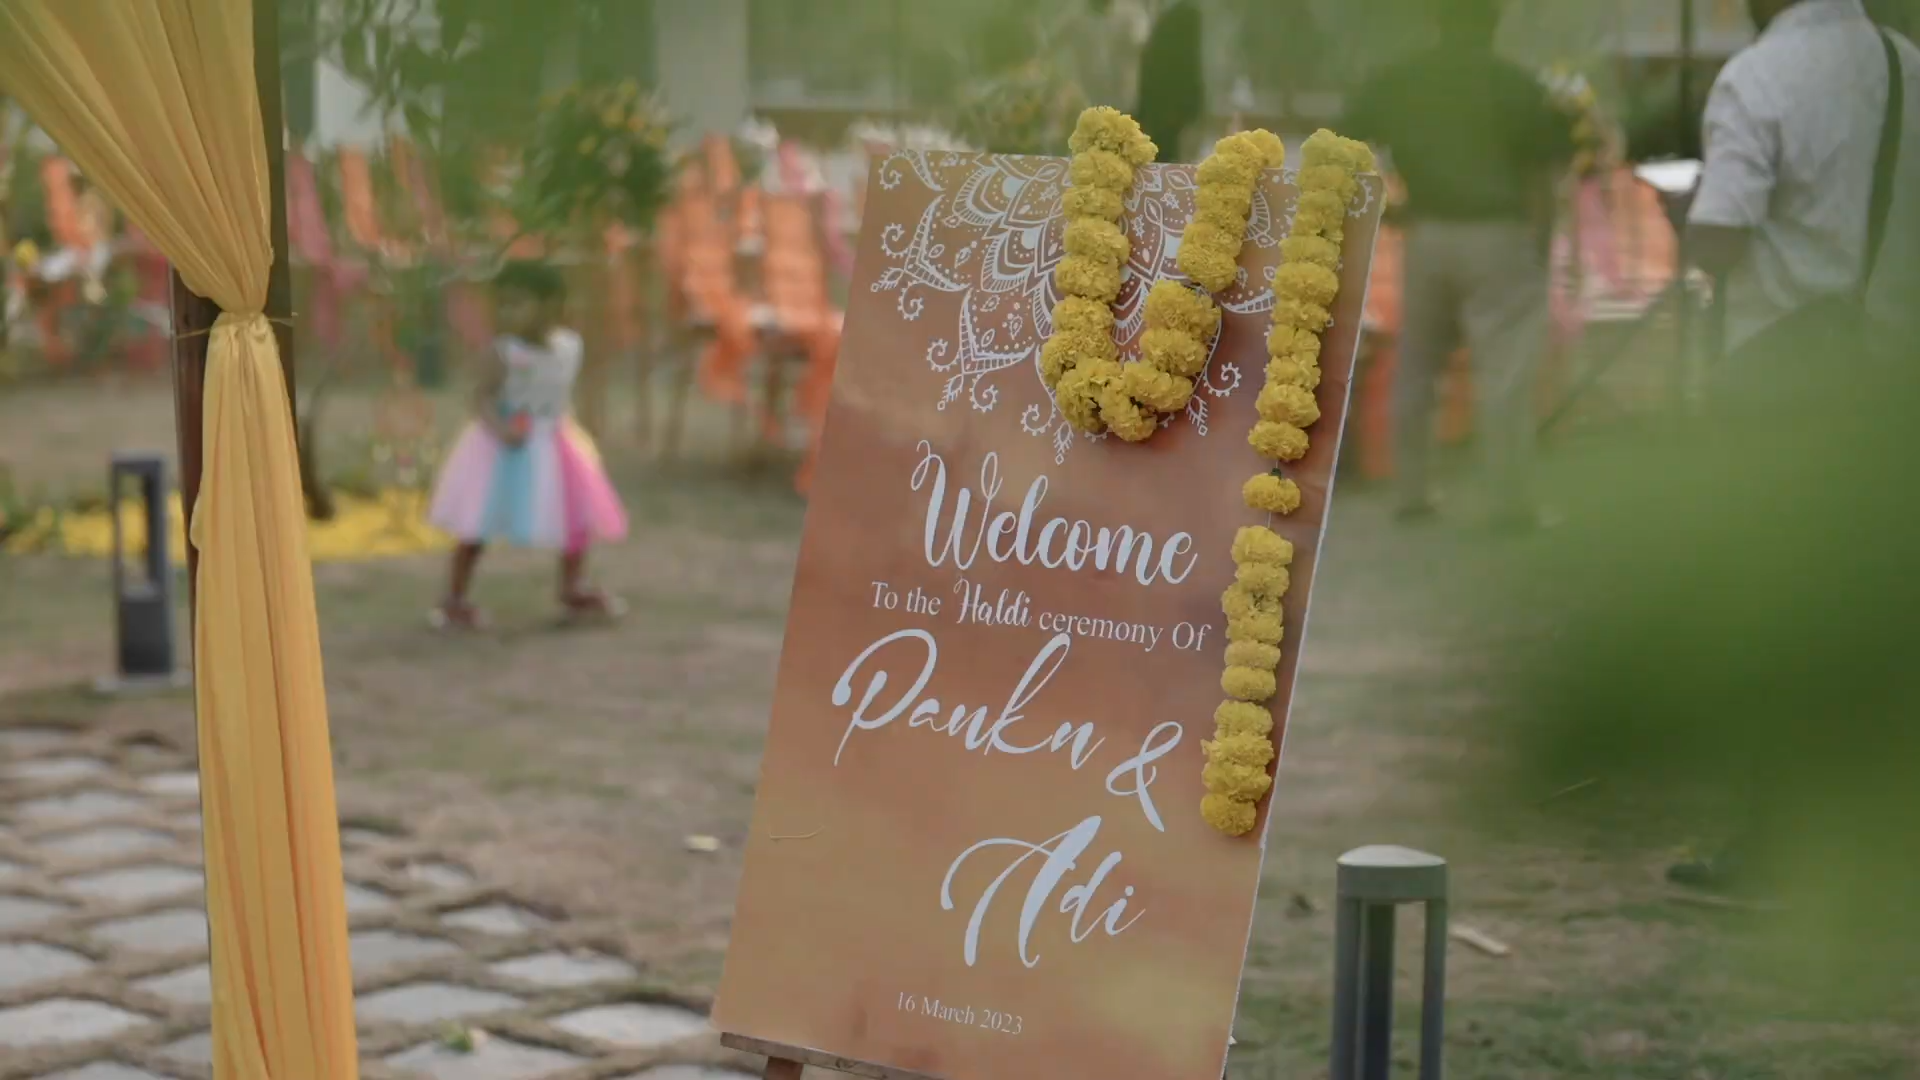 Welcome
To the Haldi ceremony Of
Panku &
Adi
16 March 2023